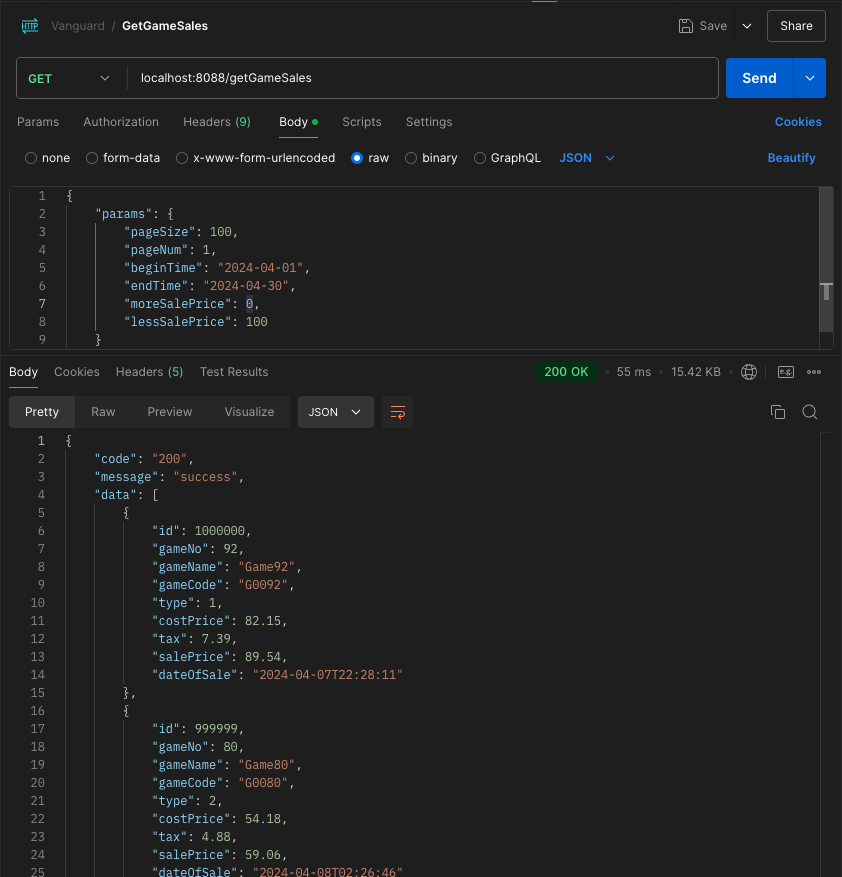 HTTP Vanguard / GetGameSales Save Share
GET localhost:8088/getGameSales Send
Params Authorization Headers (9) Body Scripts Settings Cookies
none form-data x-www-form-urlencoded raw binary GraphQL JSON Beautify
1 {
2 "params": {
3 "pageSize": 100,
4 "pageNum": 1,
5 "beginTime": "2024-04-01",
6 "endTime": "2024-04-30",
7 "moreSalePrice": 0,
8 "lessSalePrice": 100
9 }
Body Cookies Headers (5) Test Results 200 OK 55 ms 15.42 KB e.g.
Pretty Raw Preview Visualize JSON
1 {
2 "code": "200",
3 "message": "success",
4 "data": [
5 {
6 "id": 1000000,
7 "gameNo": 92,
8 "gameName": "Game92",
9 "gameCode": "G0092",
10 "type": 1,
11 "costPrice": 82.15,
12 "tax": 7.39,
13 "salePrice": 89.54,
14 "dateOfSale": "2024-04-07T22:28:11"
15 },
16 {
17 "id": 999999,
18 "gameNo": 80,
19 "gameName": "Game80",
20 "gameCode": "G0080",
21 "type": 2,
22 "costPrice": 54.18,
23 "tax": 4.88,
24 "salePrice": 59.06,
25 "dateOfSale": "2024-04-08T02:26:46"